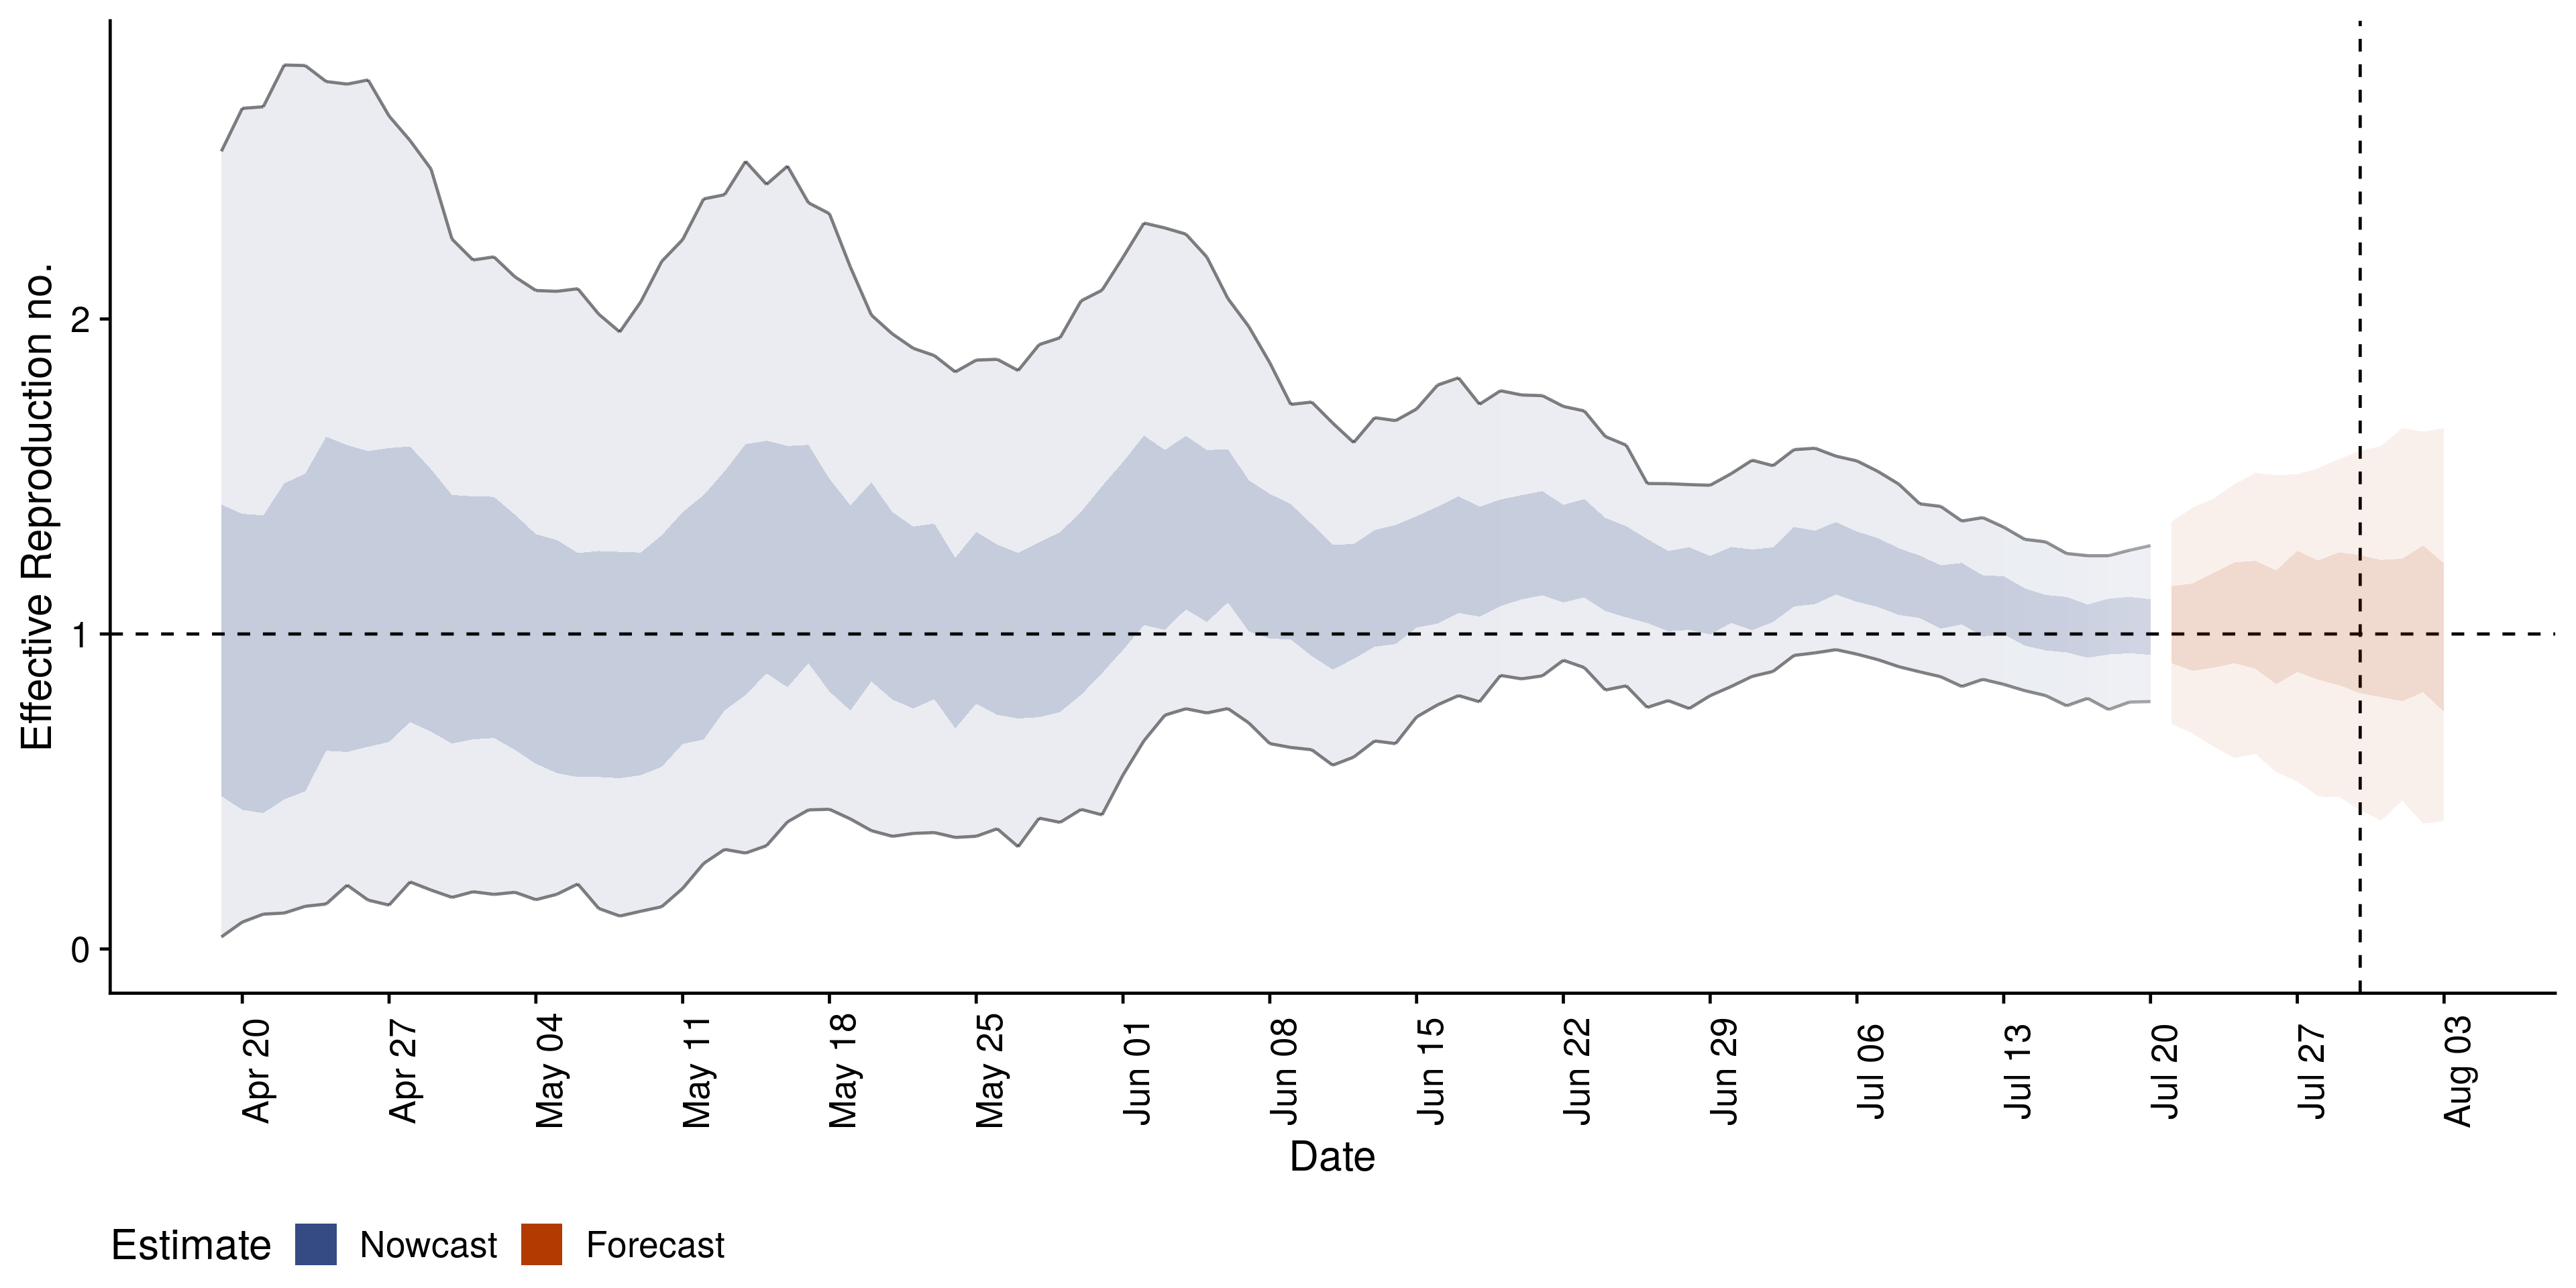 Effective Reproduction no.
2
1
0
Apr 20
Apr 27
May 04
May 11
May 18
May 25
Jun 01
Jun 08
Jun 15
Jun 22
Jun 29
Jul 06
Jul 13
Jul 20
Jul 27
Aug 03
Date
Estimate Nowcast Forecast